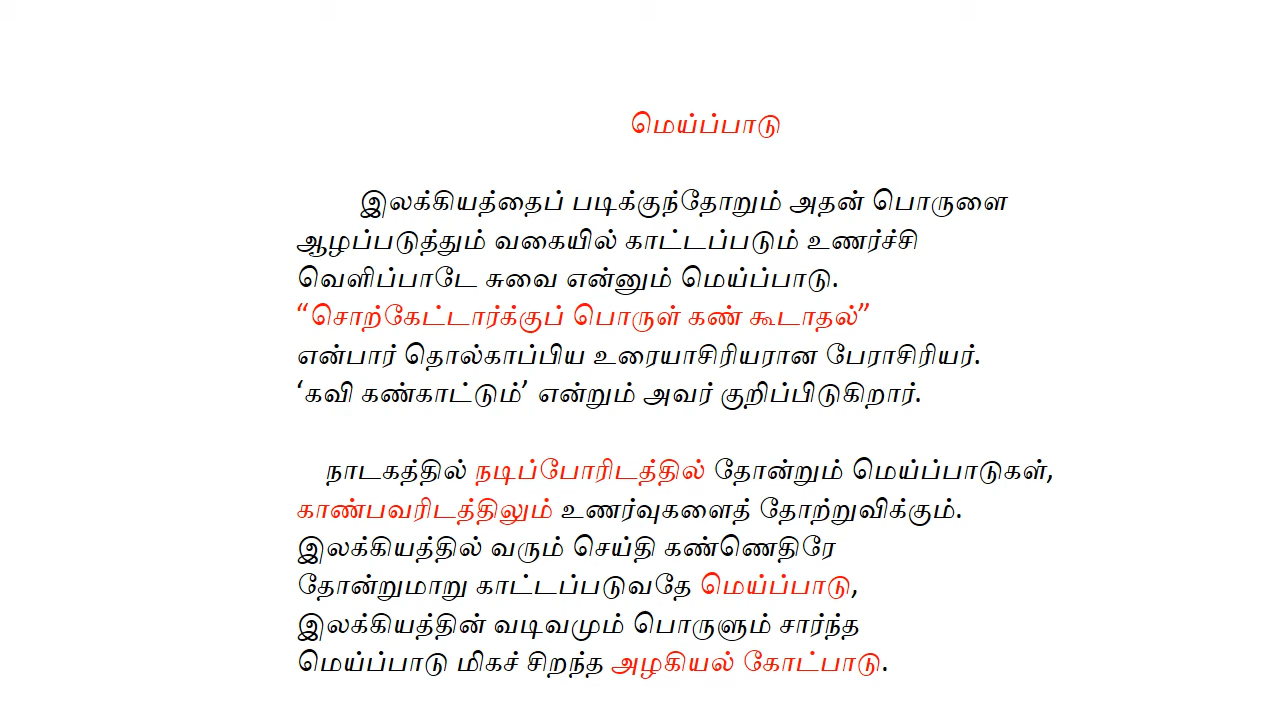 மெய்ப்பாடு
இலக்கியத்தைப் படிக்குந்தோறும் அதன் பொருளை
ஆழப்படுத்தும் வகையில் காட்டப்படும் உணர்ச்சி
வெளிப்பாடே சுவை என்னும் மெய்ப்பாடு.
“சொற்கேட்டார்க்குப் பொருள் கண் கூடாதல்”
என்பார் தொல்காப்பிய உரையாசிரியரான பேராசிரியர்.
‘கவி கண்காட்டும்’ என்றும் அவர் குறிப்பிடுகிறார்.
நாடகத்தில் நடிப்போரிடத்தில் தோன்றும் மெய்ப்பாடுகள்,
காண்பவரிடத்திலும் உணர்வுகளைத் தோற்றுவிக்கும்.
இலக்கியத்தில் வரும் செய்தி கண்ணெதிரே
தோன்றுமாறு காட்டப்படுவதே மெய்ப்பாடு,
இலக்கியத்தின் வடிவமும் பொருளும் சார்ந்த
மெய்ப்பாடு மிகச் சிறந்த அழகியல் கோட்பாடு.